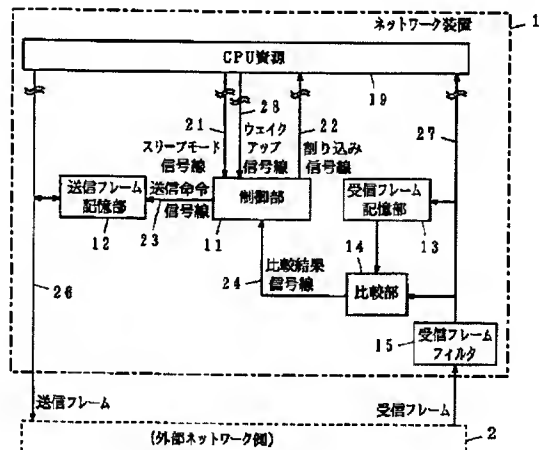 ネットワーク装置
1
CPU資源
21
スリープモード
信号線
28
ウェイク
アップ
信号線
22
割り込み
信号線
19
27
送信フレーム
記憶部
12
送信命令
信号線
23
制御部
11
受信フレーム
記憶部
13
14
比較部
比較結果
信号線
24
26
15
受信フレーム
フィルタ
送信フレーム
受信フレーム
(外部ネットワーク側)
2